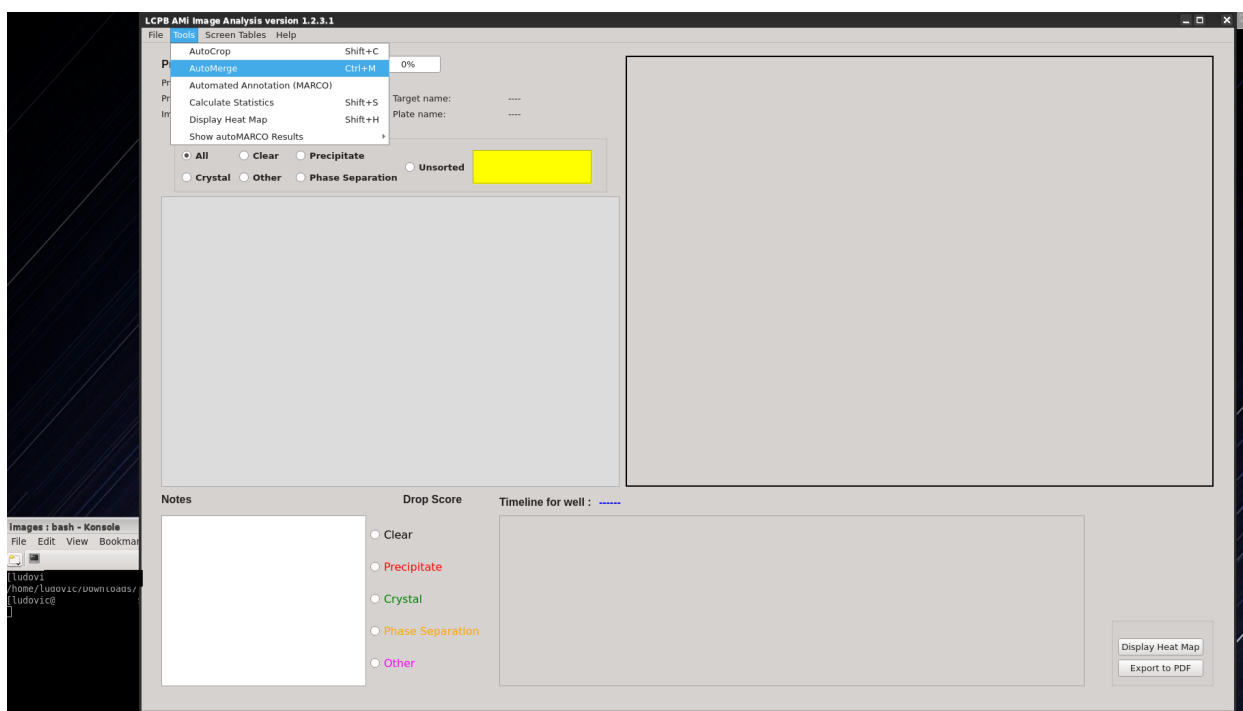 LCPB AMi Image Analysis version 1.2.3.1
File Tools Screen Tables Help
AutoCrop Shift+C
AutoMerge Ctrl+M
Automated Annotation (MARCO)
Calculate Statistics Shift+S
Display Heat Map Shift+H
Show autoMARCO Results
0%
Target name: ----
Plate name: ----
All Clear Precipitate
Unsorted
Crystal Other Phase Separation
Notes
Drop Score
Timeline for well : ------
Clear
Precipitate
Crystal
Phase Separation
Other
Display Heat Map
Export to PDF
images : bash - Konsole
File Edit View
[ludovi
/home/ludovic/Downloads/
[ludovic@